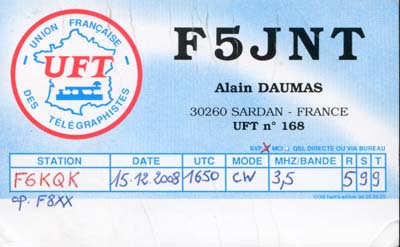 UNION FRANÇAISE
UFT
DES TÉLÉGRAPHISTES
F5JNT
Alain DAUMAS
30260 SARDAN - FRANCE
UFT n° 168
SVP MCI QSL DIRECTE OU VIA BUREAU
STATION DATE UTC MODE MHZ/BANDE R S T
F6KQK 15.12.2008 1650 CW 3,5 5 9 9
op. F8XX